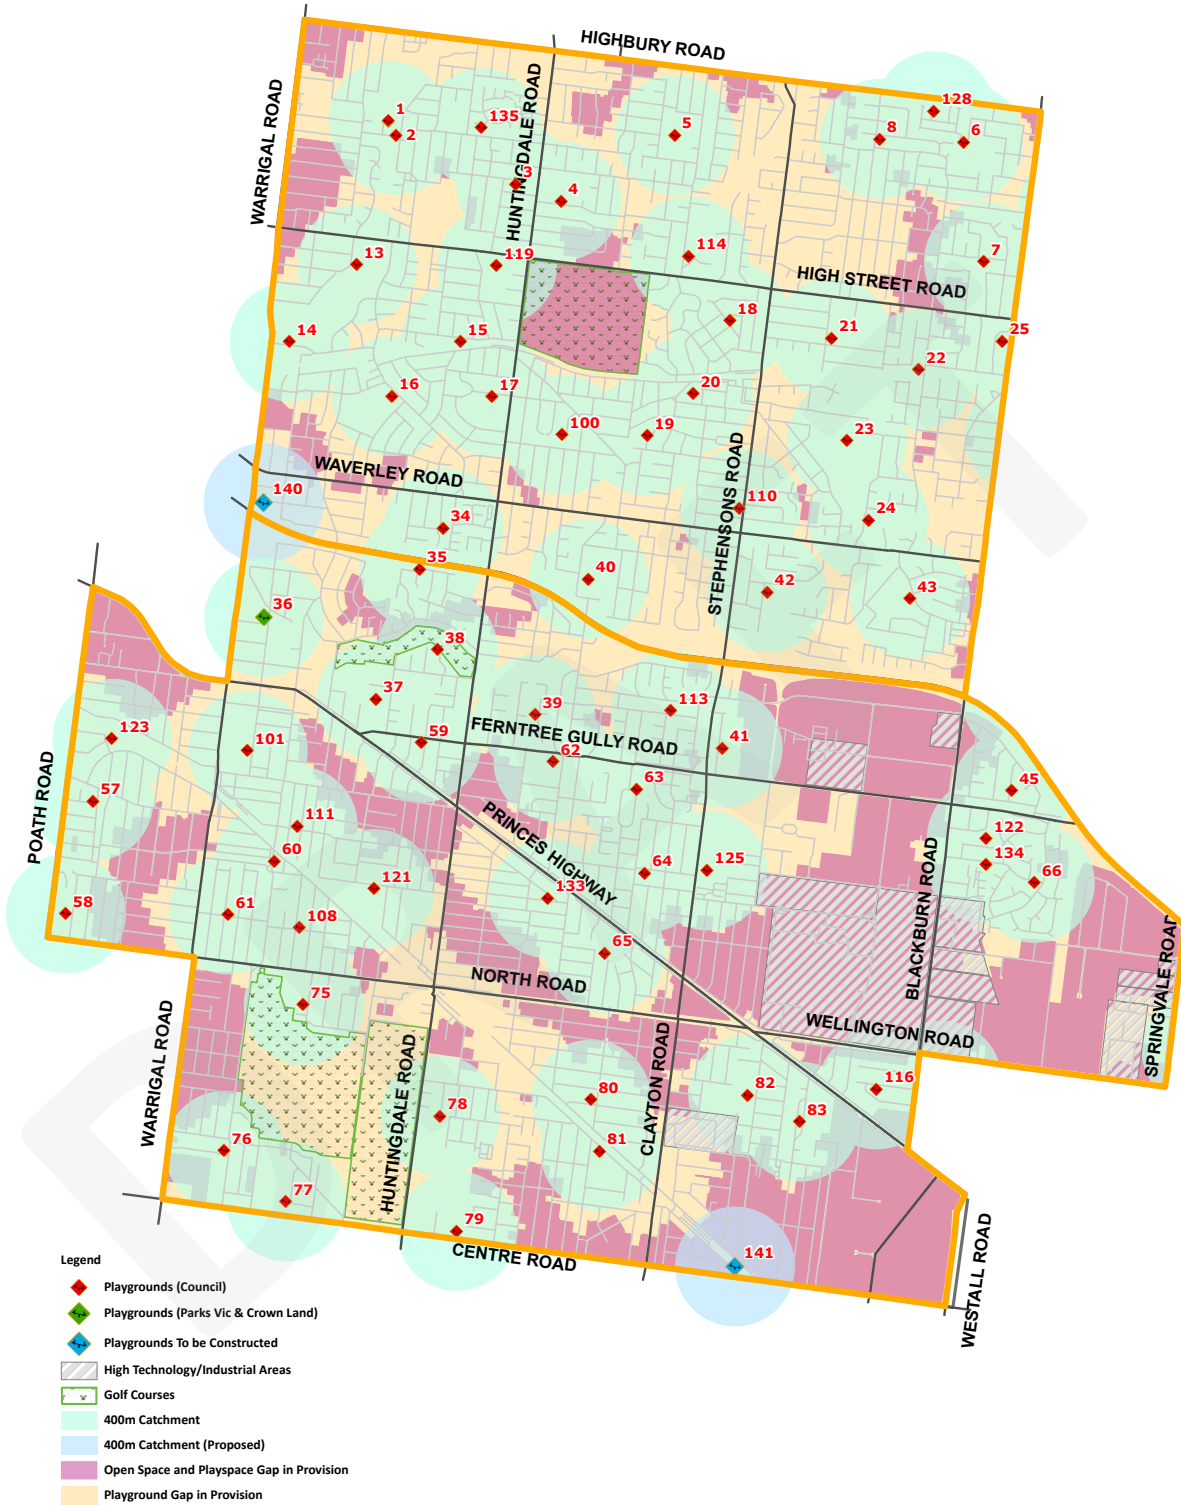 HIGHBURY ROAD
WARRIGAL ROAD
HUNTINGDALE ROAD
1
2
135
3
4
5
128
8
6
7
13
119
114
HIGH STREET ROAD
14
15
18
21
25
22
16
17
20
100
19
23
WAVERLEY ROAD
STEPHENSONS ROAD
140
34
110
24
35
40
42
43
36
38
37
39
113
123
101
59
FERNTREE GULLY ROAD
41
62
63
45
POATH ROAD
57
111
PRINCES HIGHWAY
122
60
134
121
64
125
66
133
BLACKBURN ROAD
58
61
108
65
SPRINGVALE ROAD
NORTH ROAD
75
WELLINGTON ROAD
WARRIGAL ROAD
HUNTINGDALE ROAD
CLAYTON ROAD
78
80
82
116
83
76
81
77
79
CENTRE ROAD
141
WESTALL ROAD
Legend
Playgrounds (Council)
Playgrounds (Parks Vic & Crown Land)
Playgrounds To be Constructed
High Technology/Industrial Areas
Golf Courses
400m Catchment
400m Catchment (Proposed)
Open Space and Playspace Gap in Provision
Playground Gap in Provision